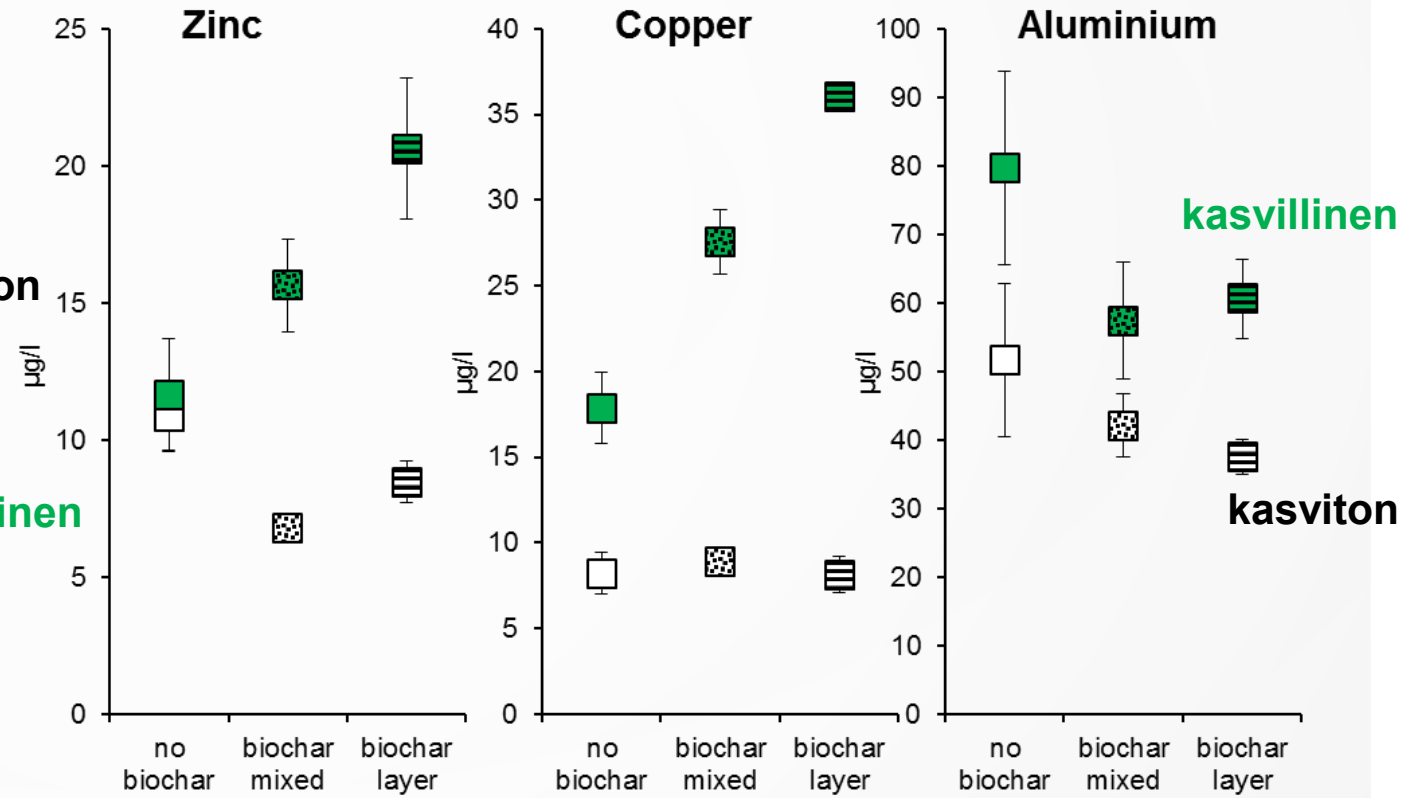 Zinc
25
20
15
10
5
0
µg/l
no biochar
biochar mixed
biochar layer
on
inen
Copper
40
35
30
25
20
15
10
5
0
µg/l
no biochar
biochar mixed
biochar layer
Aluminium
100
90
80
70
60
50
40
30
20
10
0
µg/l
no biochar
biochar mixed
biochar layer
kasvillinen
kasviton